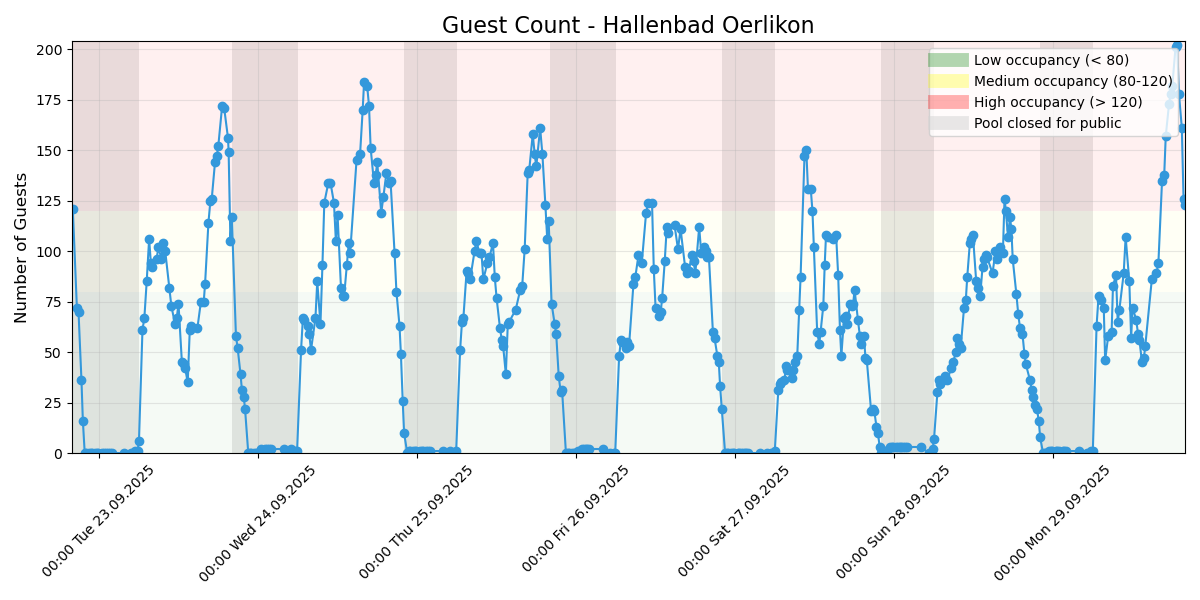 Guest Count - Hallenbad Oerlikon
Number of Guests
200
175
150
125
100
75
50
25
0
Low occupancy (< 80)
Medium occupancy (80-120)
High occupancy (> 120)
Pool closed for public
00:00 Tue 23.09.2025
00:00 Wed 24.09.2025
00:00 Thu 25.09.2025
00:00 Fri 26.09.2025
00:00 Sat 27.09.2025
00:00 Sun 28.09.2025
00:00 Mon 29.09.2025